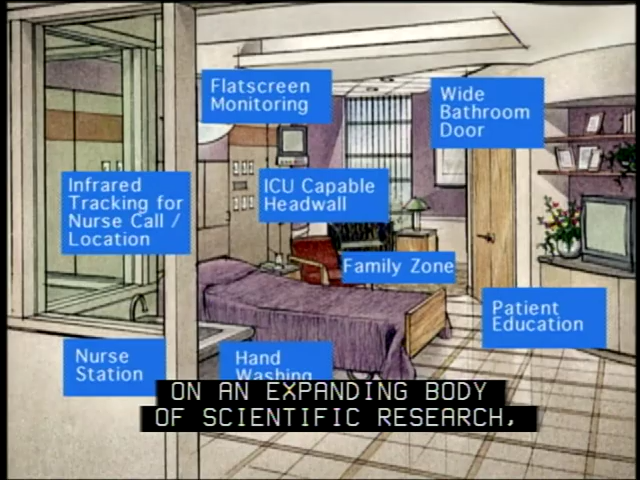 Flatscreen
Monitoring
Wide
Bathroom
Door
Infrared
Tracking for
Nurse Call /
Location
ICU Capable
Headwall
Family Zone
Patient
Education
Nurse
Station
Hand
Washing
ON AN EXPANDING BODY
OF SCIENTIFIC RESEARCH,